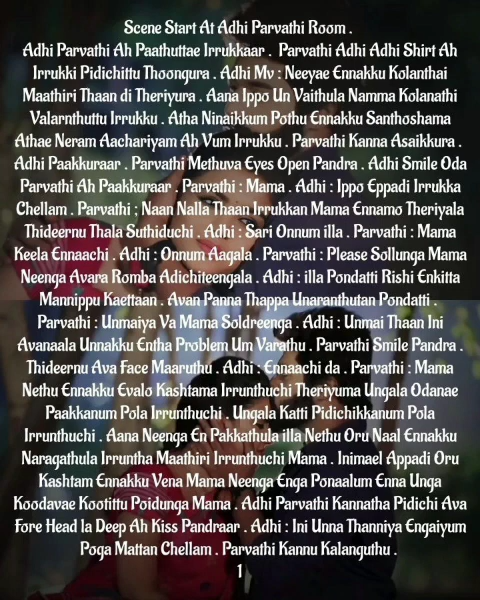 Scene Start At Adhi Parvathi Room .
Adhi Parvathi Ah Paathuttae Irrukkaar . Parvathi Adhi Adhi Shirt Ah
Irrukki Pidichittu Thoongura . Adhi Mv : Neeyae Ennakku Kolanthai
Maathiri Thaan di Theriyura . Aana Ippo Un Vaithula Namma Kolanathi
Valarnthuttu Irrukku . Atha Ninaikkum Pothu Ennakku Santhoshama
Athae Neram Aachariyam Ah Vum Irrukku . Parvathi Kanna Asaikkura .
Adhi Paakkuraar . Parvathi Methuva Eyes Open Pandra . Adhi Smile Oda
Parvathi Ah Paakkuraar . Parvathi : Mama . Adhi : Ippo Eppadi Irrukka
Chellam . Parvathi ; Naan Nalla Thaan Irrukkan Mama Ennamo Theriyala
Thideernu Thala Suthiduchi . Adhi : Sari Onnum illa . Parvathi : Mama
Keela Ennaachi . Adhi : Onnum Aagala . Parvathi : Please Sollunga Mama
Neenga Avara Romba Adichiteengala . Adhi : illa Pondatti Rishi Enkitta
Mannippu Kaettaan . Avan Panna Thappa Unaranthutan Pondatti .
Parvathi : Unmaiya Va Mama Soldreenga . Adhi : Unmai Thaan Ini
Avanaala Unnakku Entha Problem Um Varathu . Parvathi Smile Pandra .
Thideernu Ava Face Maaruthu . Adhi : Ennaachi da . Parvathi : Mama
Nethu Ennakku Evalo Kashtama Irrunthuchi Theriyuma Ungala Odanae
Paakkanum Pola Irrunthuchi . Ungala Katti Pidichikkanum Pola
Irrunthuchi . Aana Neenga En Pakkathula illa Nethu Oru Naal Ennakku
Naragathula Irruntha Maathiri Irrunthuchi Mama . Inimael Appadi Oru
Kashtam Ennakku Vena Mama Neenga Enga Ponaalum Enna Unga
Koodavae Kootittu Poidunga Mama . Adhi Parvathi Kannatha Pidichi Ava
Fore Head la Deep Ah Kiss Pandraar . Adhi : Ini Unna Thanniya Engaiyum
Poga Mattan Chellam . Parvathi Kannu Kalanguthu .
1